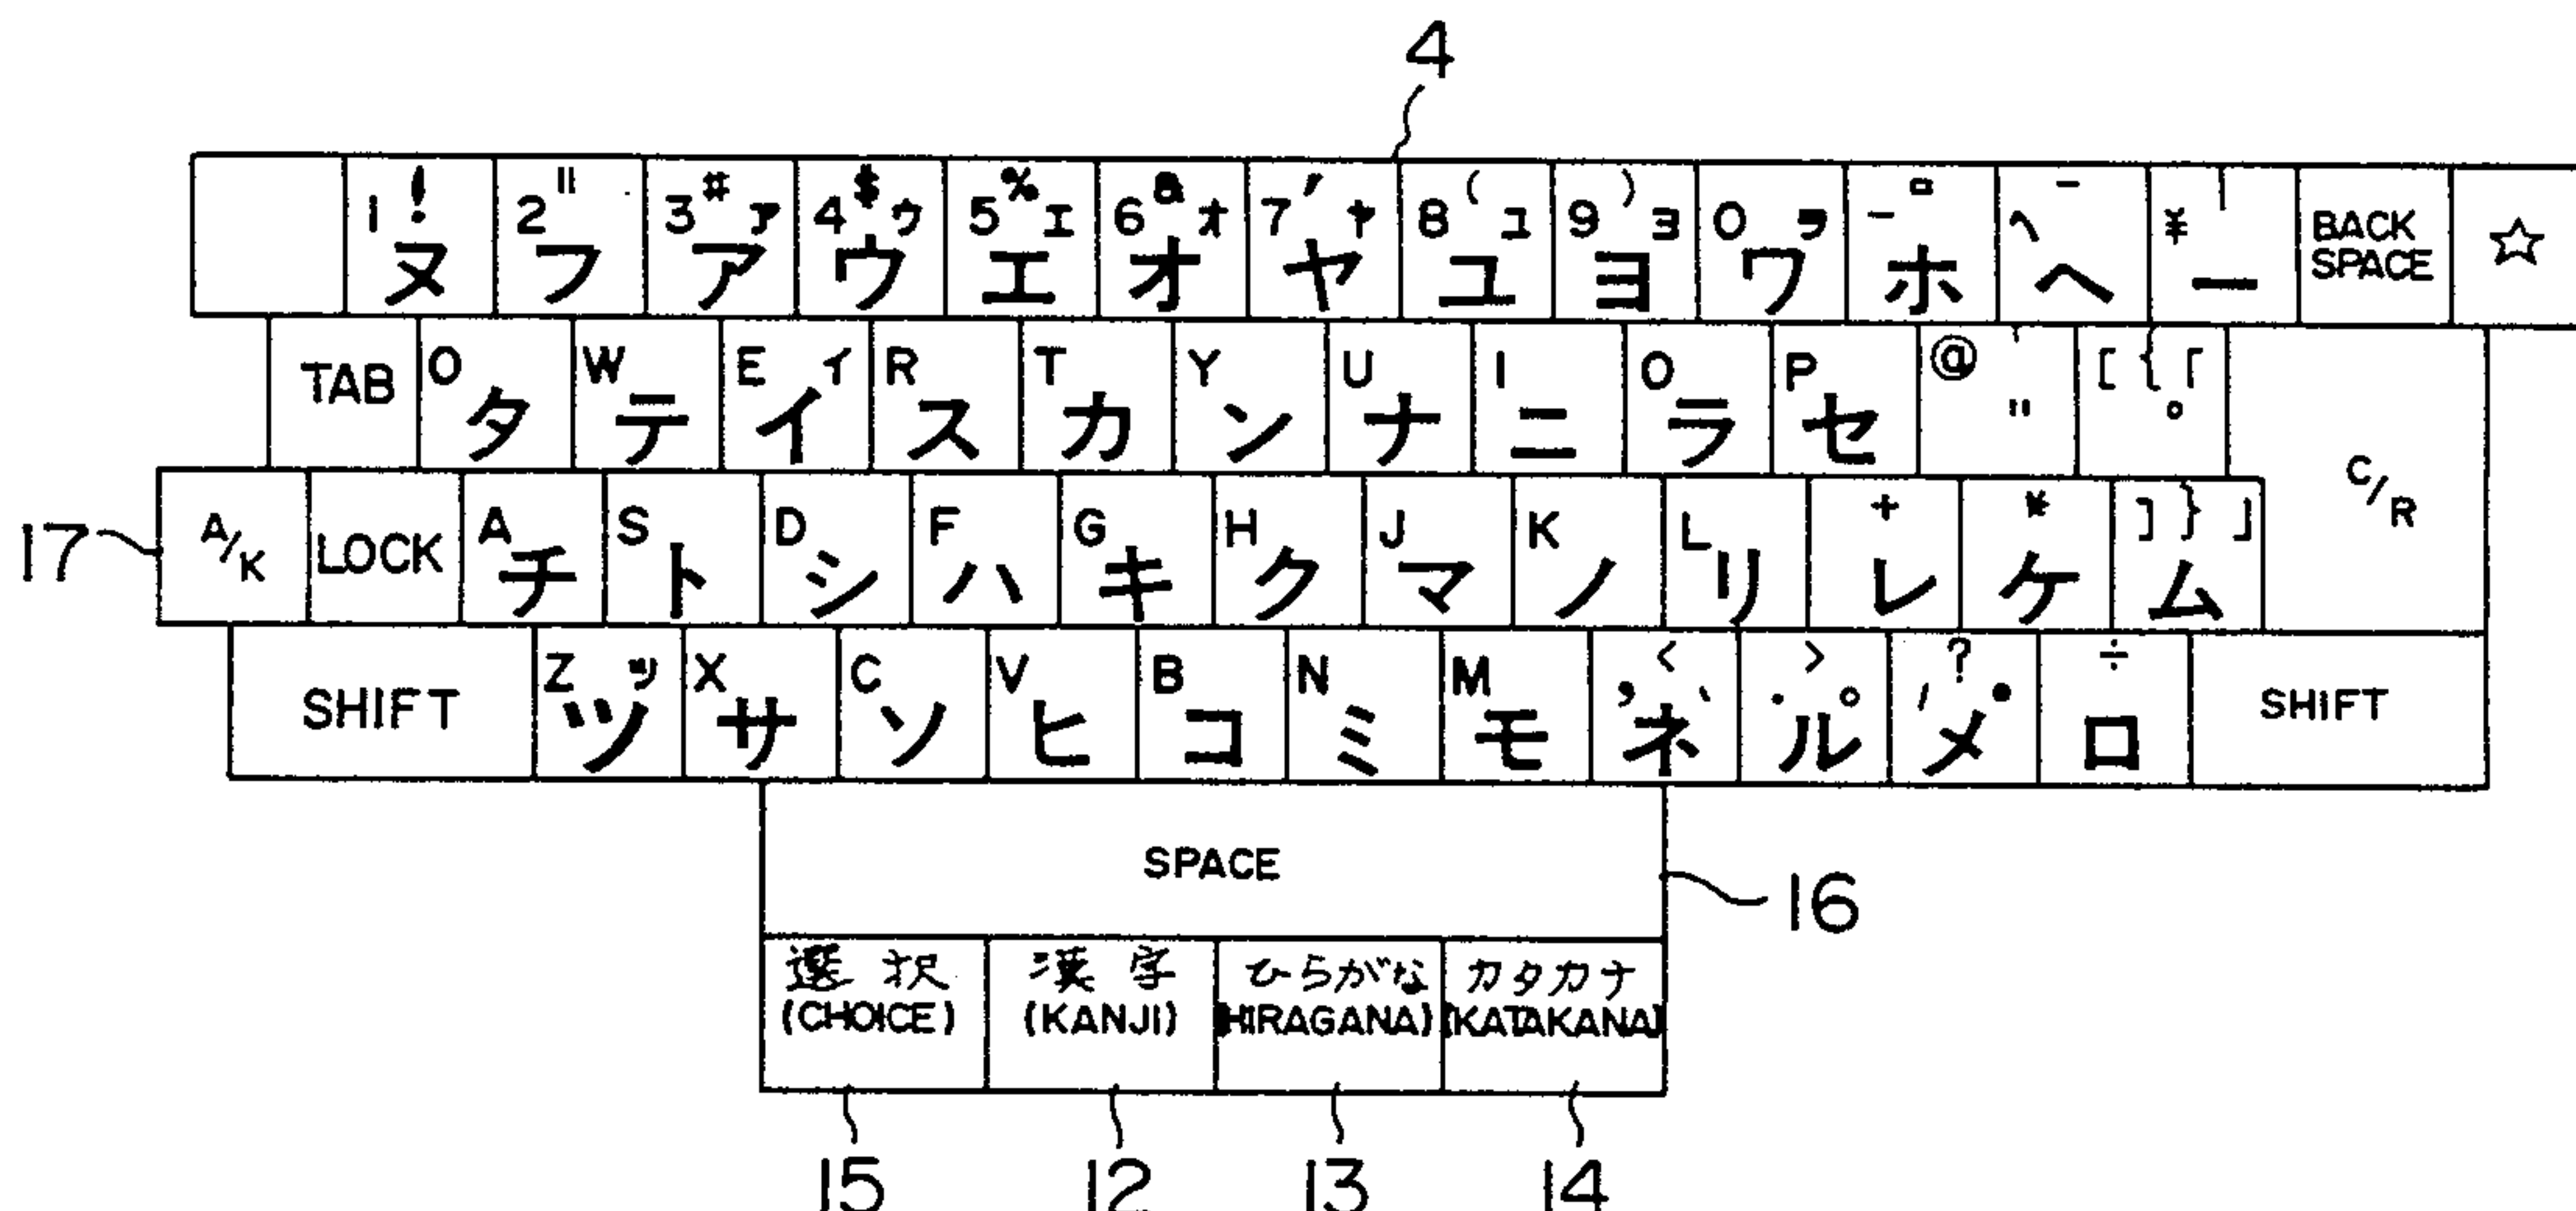 4
1 ! ヌ 2 " フ 3 # ァ ア 4 $ ゥ ウ 5 % ェ エ 6 & ォ オ 7 ' ャ ヤ 8 ( ュ ユ 9 ) ョ ヨ 0 ヲ ワ - ホ ヘ ¥ | ー BACK SPACE ☆
TAB O タ W テ E ィ イ R ス T カ Y ン U ナ I ニ O ラ P セ @ " [ { 「 ° C/R
17 A/K LOCK A チ S ト D シ F ハ G キ H ク J マ K ノ L リ + レ * ケ ] } 」 ム
SHIFT Z ッ ツ X サ C ソ V ヒ B コ N ミ M モ < , 、 ネ > . 。 ル ? / ・ メ ÷ ロ SHIFT
SPACE 16
選択 漢字 ひらがな カタカナ
(CHOICE) (KANJI) (HIRAGANA) (KATAKANA)
15 12 13 14